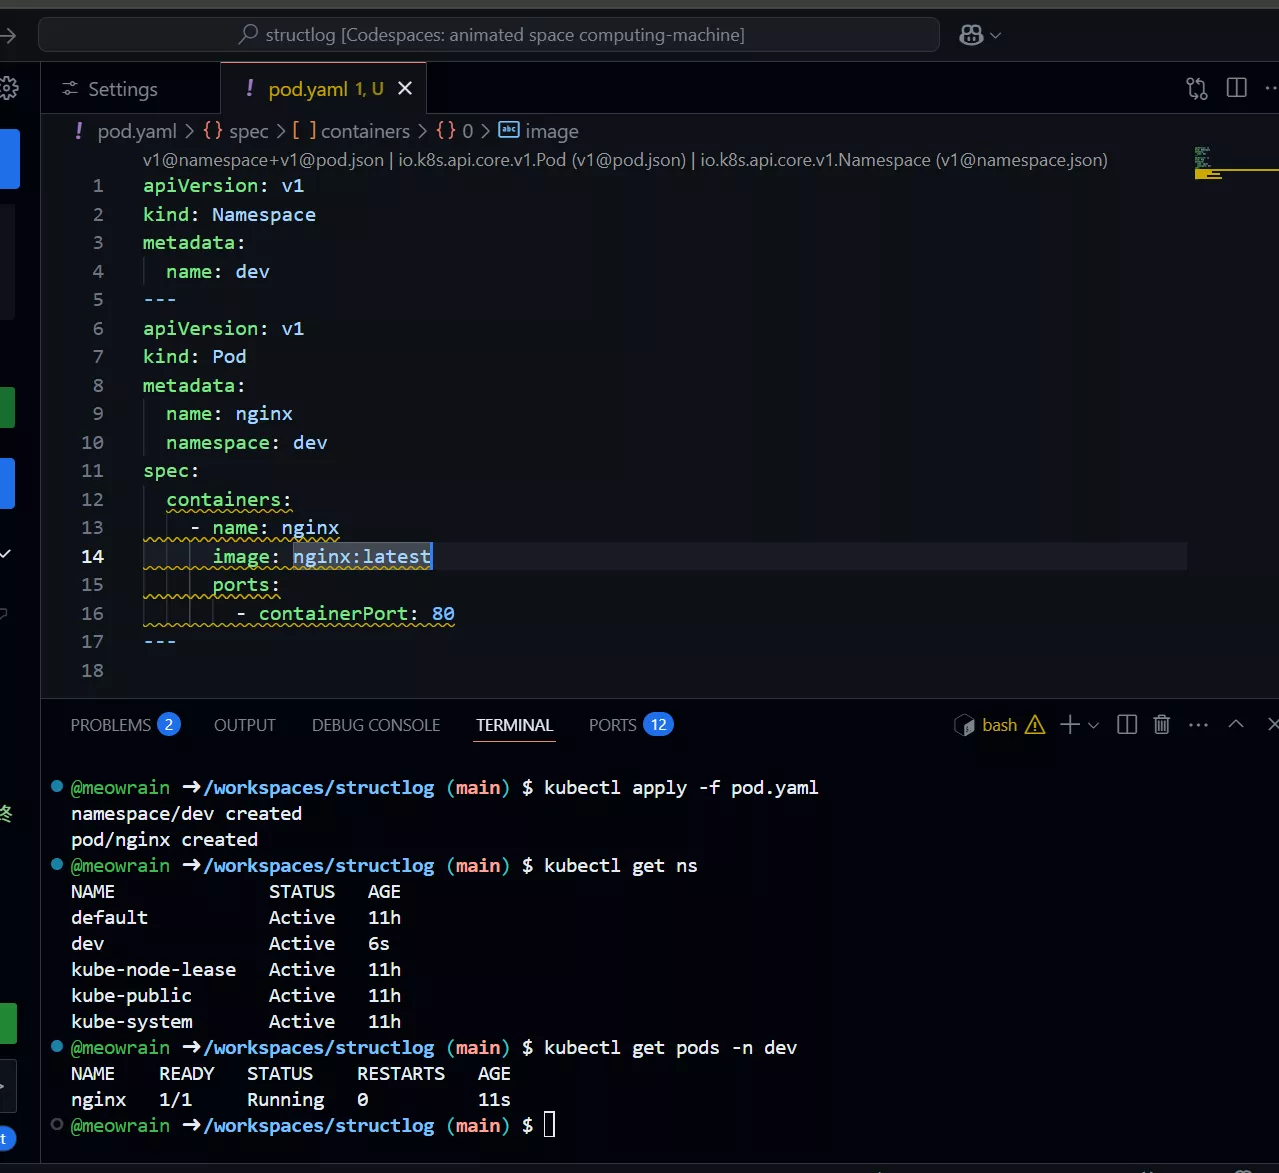 structlog [Codespaces: animated space computing-machine]
Settings
! pod.yaml 1, U
! pod.yaml > {} spec > [ ] containers > {} 0 > abc image
v1@namespace+v1@pod.json | io.k8s.api.core.v1.Pod (v1@pod.json) | io.k8s.api.core.v1.Namespace (v1@namespace.json)
1 apiVersion: v1
2 kind: Namespace
3 metadata:
4   name: dev
5 ---
6 apiVersion: v1
7 kind: Pod
8 metadata:
9   name: nginx
10   namespace: dev
11 spec:
12   containers:
13     - name: nginx
14       image: nginx:latest
15       ports:
16         - containerPort: 80
17 ---
18
PROBLEMS 2 OUTPUT DEBUG CONSOLE TERMINAL PORTS 12 bash
@meowrain ➜/workspaces/structlog (main) $ kubectl apply -f pod.yaml
namespace/dev created
pod/nginx created
@meowrain ➜/workspaces/structlog (main) $ kubectl get ns
NAME              STATUS   AGE
default           Active   11h
dev               Active   6s
kube-node-lease   Active   11h
kube-public       Active   11h
kube-system       Active   11h
@meowrain ➜/workspaces/structlog (main) $ kubectl get pods -n dev
NAME    READY   STATUS    RESTARTS   AGE
nginx   1/1     Running   0          11s
@meowrain ➜/workspaces/structlog (main) $